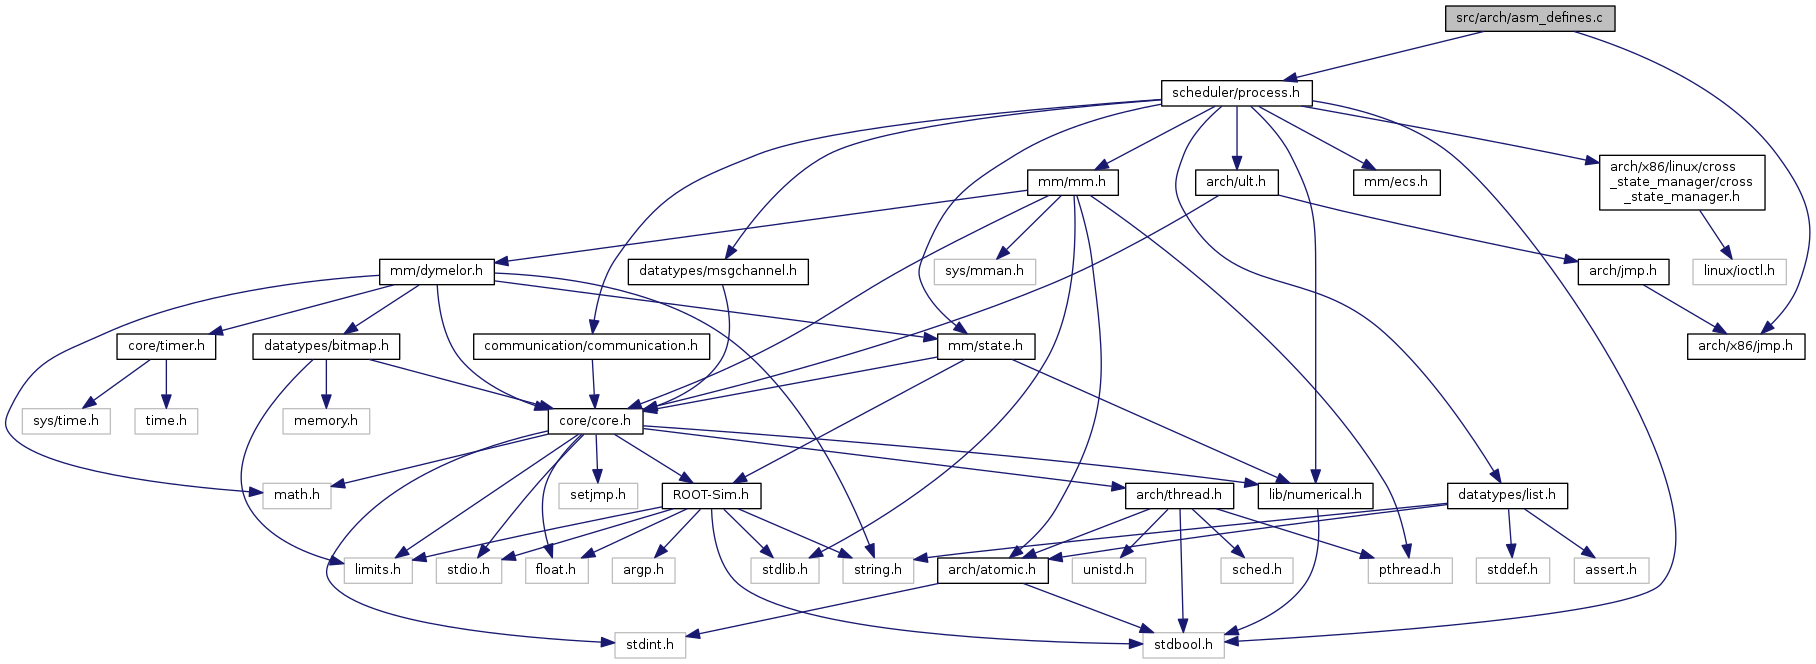 src/arch/asm_defines.c
scheduler/process.h
arch/x86/linux/cross
_state_manager/cross
_state_manager.h
mm/mm.h
arch/ult.h
mm/ecs.h
mm/dymelor.h
datatypes/msgchannel.h
sys/mman.h
arch/jmp.h
linux/ioctl.h
core/timer.h
datatypes/bitmap.h
communication/communication.h
mm/state.h
arch/x86/jmp.h
sys/time.h
time.h
memory.h
core/core.h
math.h
setjmp.h
ROOT-Sim.h
arch/thread.h
lib/numerical.h
datatypes/list.h
limits.h
stdio.h
float.h
argp.h
stdlib.h
string.h
arch/atomic.h
unistd.h
sched.h
pthread.h
stddef.h
assert.h
stdint.h
stdbool.h